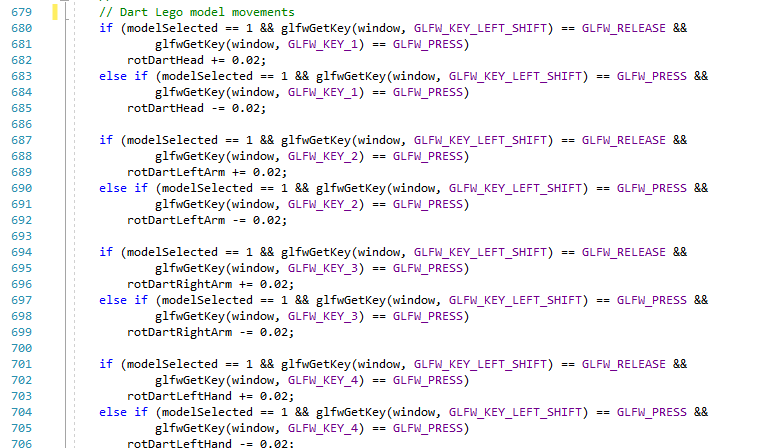 679 // Dart Lego model movements
680 if (modelSelected == 1 && glfwGetKey(window, GLFW_KEY_LEFT_SHIFT) == GLFW_RELEASE &&
681 glfwGetKey(window, GLFW_KEY_1) == GLFW_PRESS)
682 rotDartHead += 0.02;
683 else if (modelSelected == 1 && glfwGetKey(window, GLFW_KEY_LEFT_SHIFT) == GLFW_PRESS &&
684 glfwGetKey(window, GLFW_KEY_1) == GLFW_PRESS)
685 rotDartHead -= 0.02;
686
687 if (modelSelected == 1 && glfwGetKey(window, GLFW_KEY_LEFT_SHIFT) == GLFW_RELEASE &&
688 glfwGetKey(window, GLFW_KEY_2) == GLFW_PRESS)
689 rotDartLeftArm += 0.02;
690 else if (modelSelected == 1 && glfwGetKey(window, GLFW_KEY_LEFT_SHIFT) == GLFW_PRESS &&
691 glfwGetKey(window, GLFW_KEY_2) == GLFW_PRESS)
692 rotDartLeftArm -= 0.02;
693
694 if (modelSelected == 1 && glfwGetKey(window, GLFW_KEY_LEFT_SHIFT) == GLFW_RELEASE &&
695 glfwGetKey(window, GLFW_KEY_3) == GLFW_PRESS)
696 rotDartRightArm += 0.02;
697 else if (modelSelected == 1 && glfwGetKey(window, GLFW_KEY_LEFT_SHIFT) == GLFW_PRESS &&
698 glfwGetKey(window, GLFW_KEY_3) == GLFW_PRESS)
699 rotDartRightArm -= 0.02;
700
701 if (modelSelected == 1 && glfwGetKey(window, GLFW_KEY_LEFT_SHIFT) == GLFW_RELEASE &&
702 glfwGetKey(window, GLFW_KEY_4) == GLFW_PRESS)
703 rotDartLeftHand += 0.02;
704 else if (modelSelected == 1 && glfwGetKey(window, GLFW_KEY_LEFT_SHIFT) == GLFW_PRESS &&
705 glfwGetKey(window, GLFW_KEY_4) == GLFW_PRESS)
706 rotDartLeftHand -= 0.02;